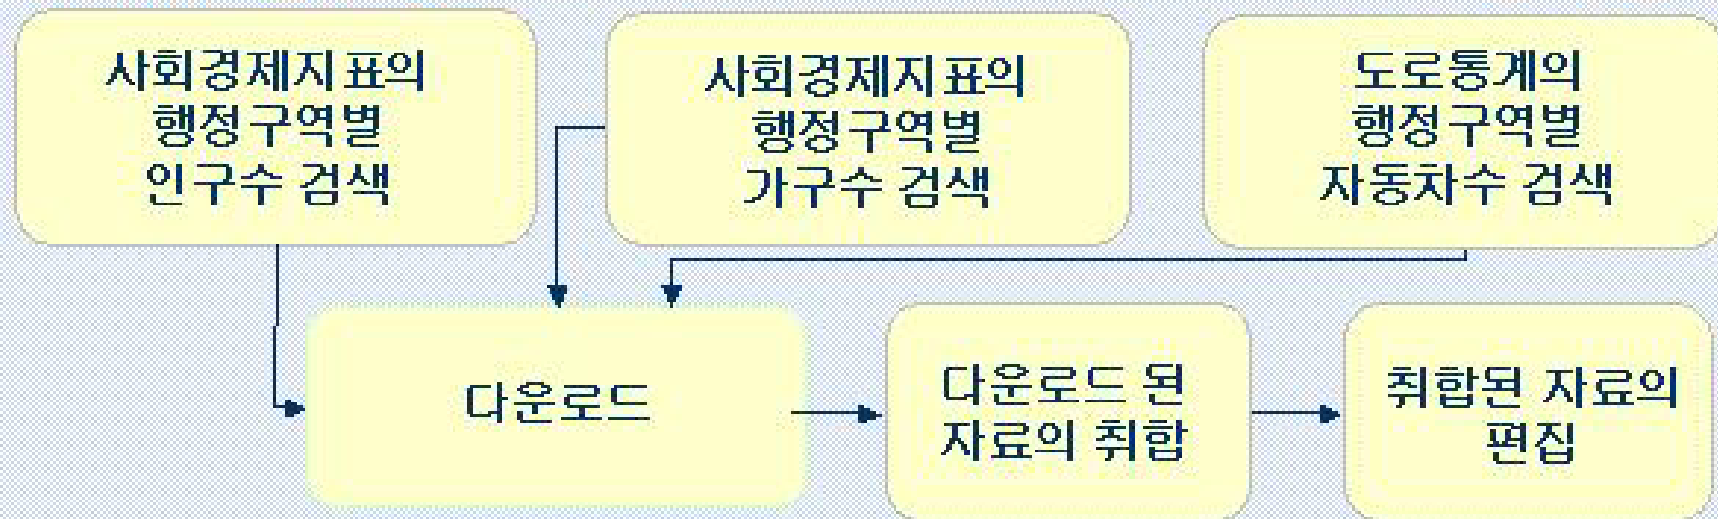 사회경제지표의
행정구역별
인구수 검색
사회경제지표의
행정구역별
가구수 검색
도로통계의
행정구역별
자동차수 검색
다운로드
다운로드 된
자료의 취합
취합된 자료의
편집